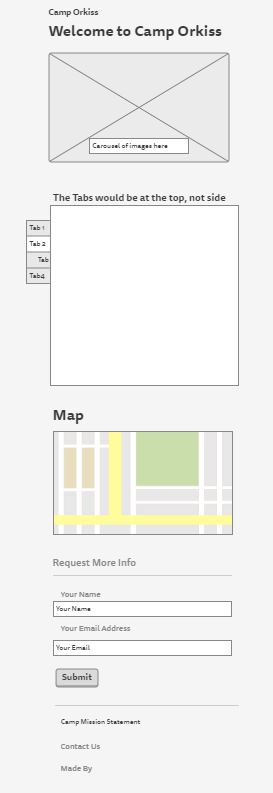 Camp Orkiss
Welcome to Camp Orkiss
Carousel of images here
The Tabs would be at the top, not side
Tab 1
Tab 2
Tab
Tab4
Map
Request More Info
Your Name
Your Name
Your Email Address
Your Email
Submit
Camp Mission Statement
Contact Us
Made By